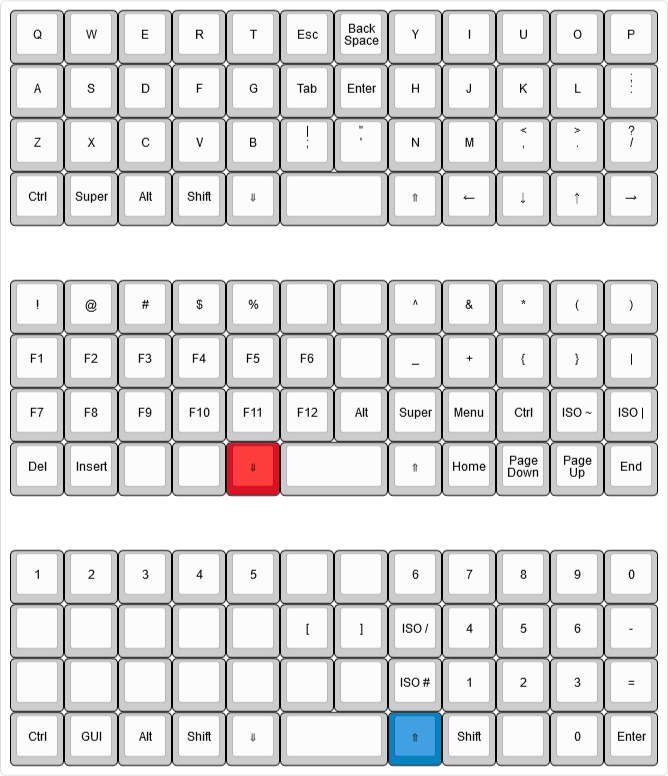 Q W E R T Esc Back Space Y I U O P
A S D F G Tab Enter H J K L : ;
Z X C V B | " ' N M < , > . ? /
Ctrl Super Alt Shift ⇓ ⇑ ← ↓ ↑ →
! @ # $ % ^ & * ( )
F1 F2 F3 F4 F5 F6 _ + { } |
F7 F8 F9 F10 F11 F12 Alt Super Menu Ctrl ISO ~ ISO |
Del Insert ⇓ ⇑ Home Page Down Page Up End
1 2 3 4 5 6 7 8 9 0
[ ] ISO / 4 5 6 -
ISO # 1 2 3 =
Ctrl GUI Alt Shift ⇓ ⇑ Shift 0 Enter